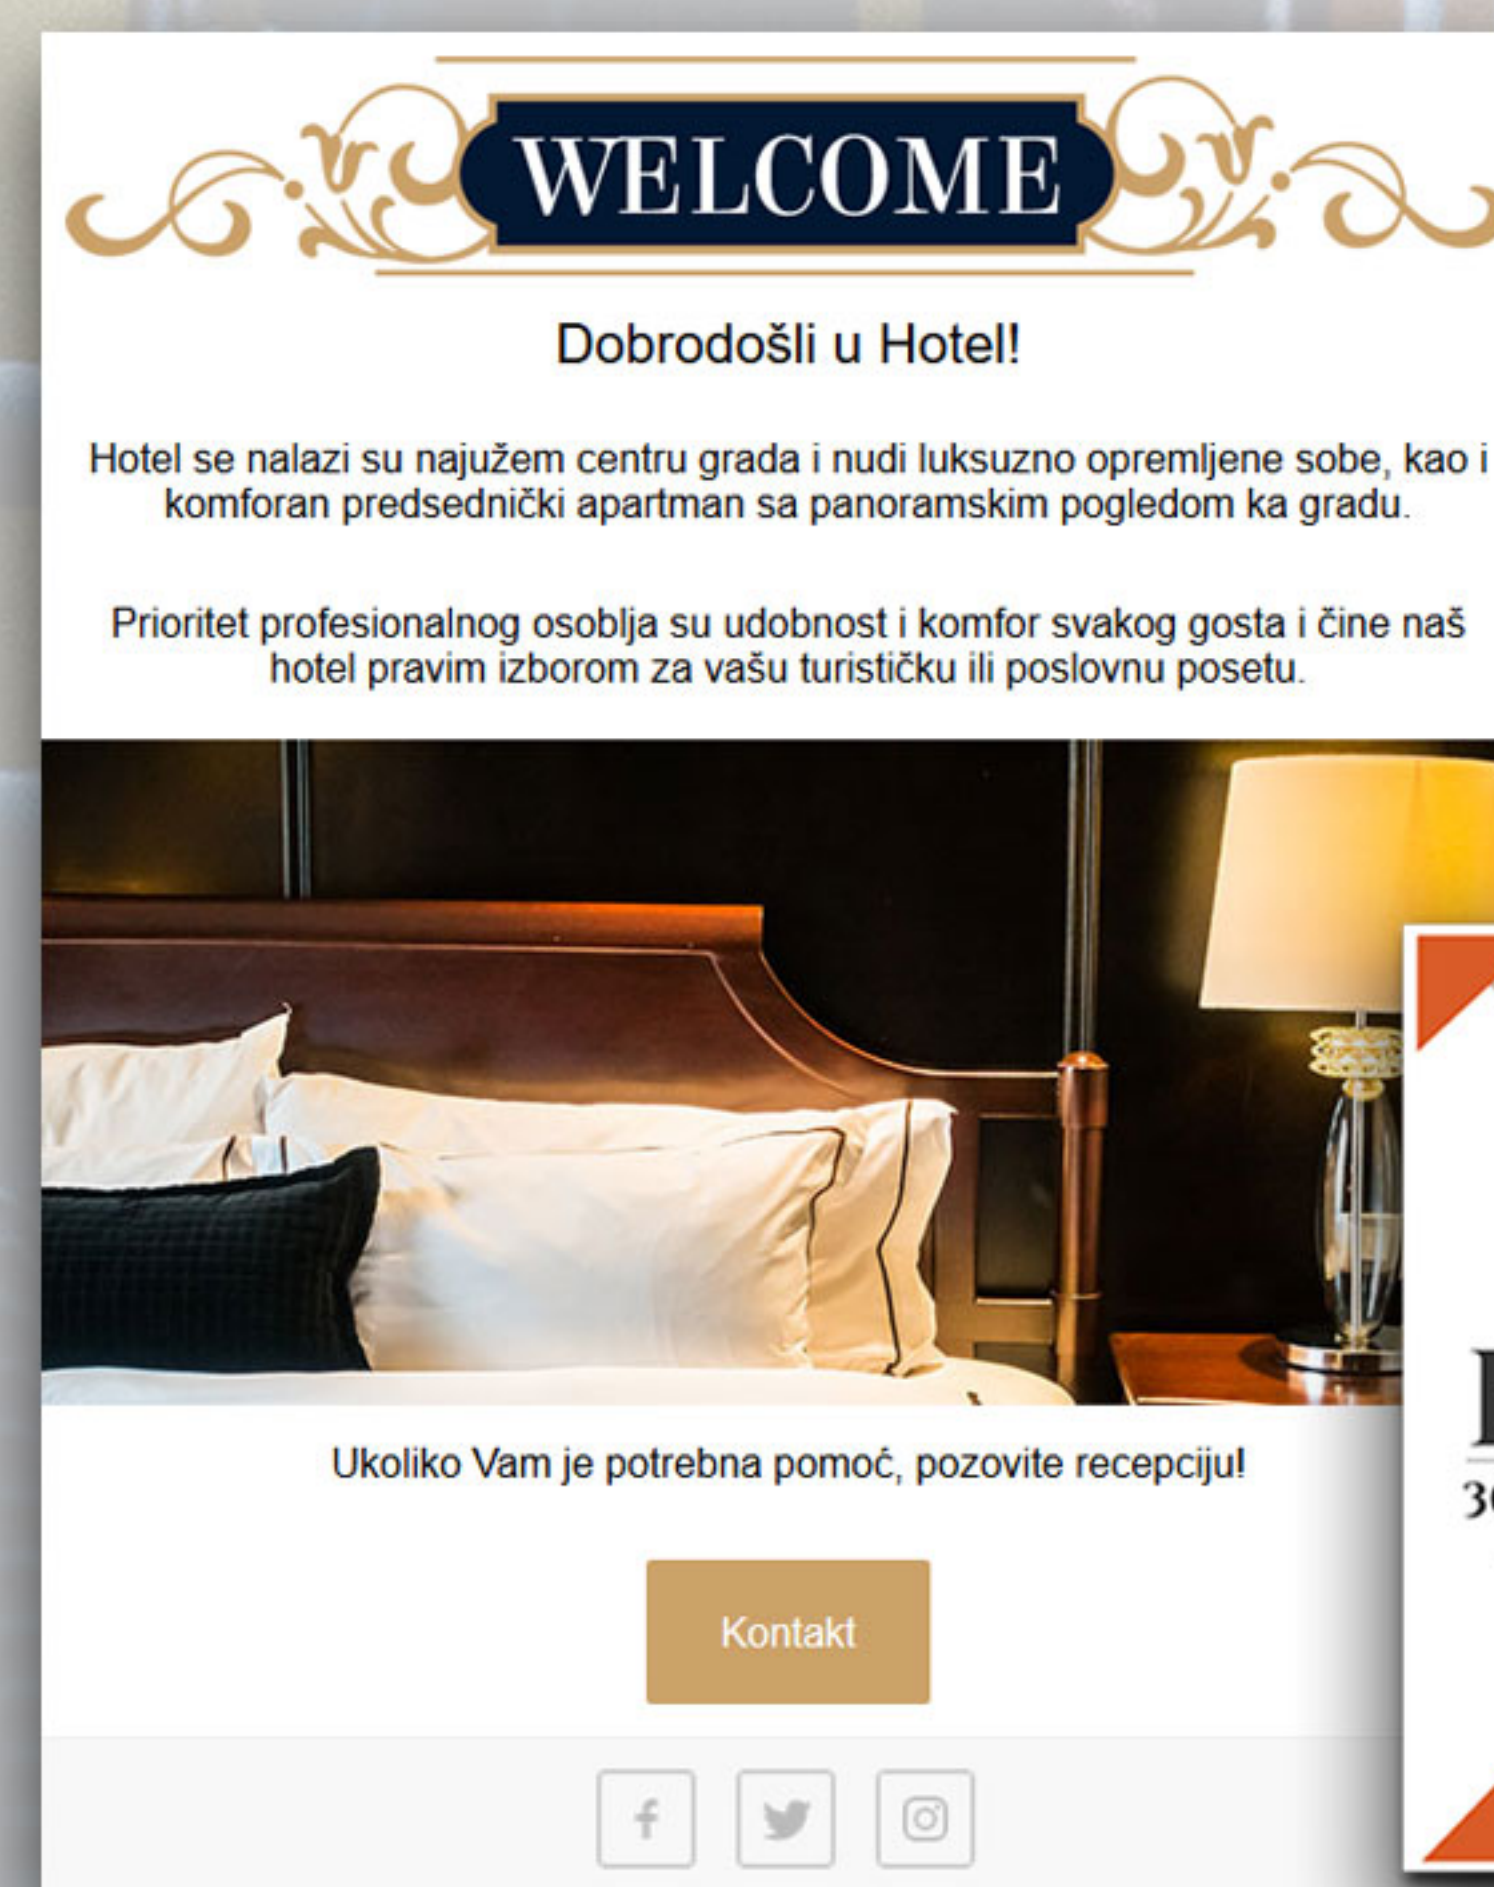 WELCOME
Dobrodošli u Hotel!
Hotel se nalazi su najužem centru grada i nudi luksuzno opremljene sobe, kao i
komforan predsednički apartman sa panoramskim pogledom ka gradu.
Prioritet profesionalnog osoblja su udobnost i komfor svakog gosta i čine naš
hotel pravim izborom za vašu turističku ili poslovnu posetu.
Ukoliko Vam je potrebna pomoć, pozovite recepciju!
Kontakt